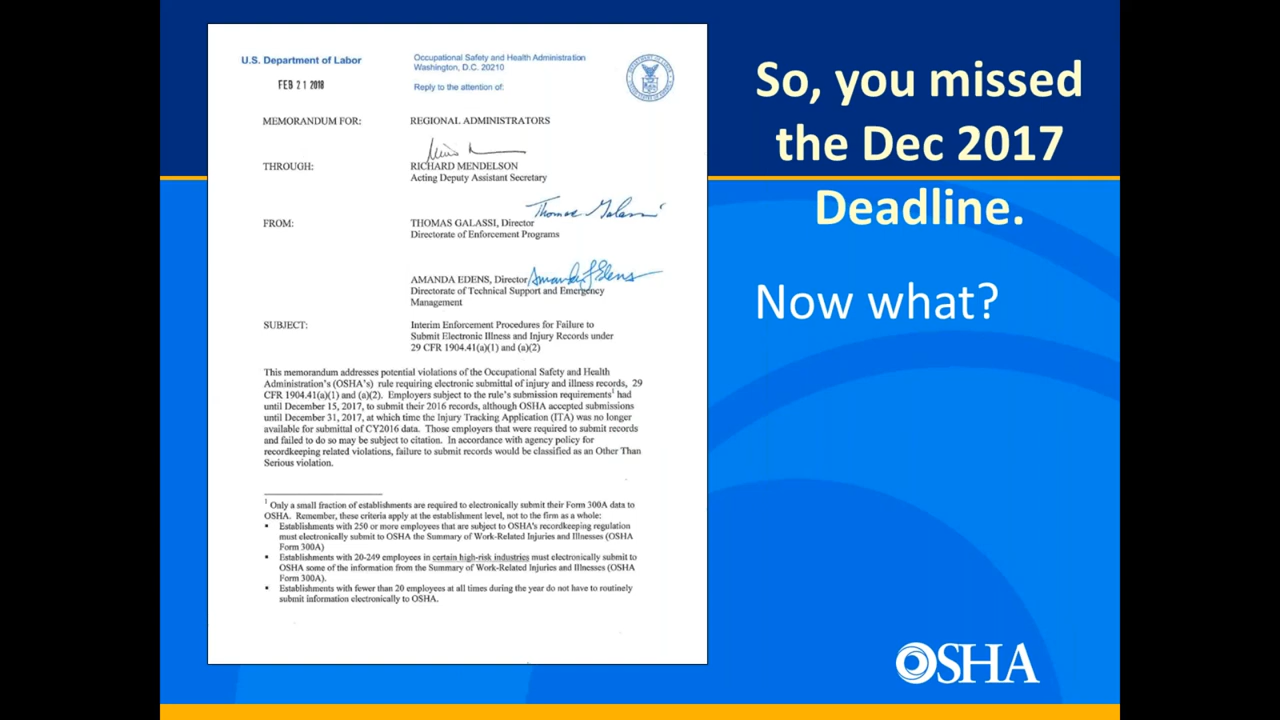 U.S. Department of Labor
Occupational Safety and Health Administration
Washington, D.C. 20210
FEB 21 2018
Reply to the attention of:
MEMORANDUM FOR:
REGIONAL ADMINISTRATORS
THROUGH:
RICHARD MENDELSON
Acting Deputy Assistant Secretary
Thomas Galassi
FROM:
THOMAS GALASSI, Director
Directorate of Enforcement Programs
Amanda L Edens
AMANDA EDENS, Director
Directorate of Technical Support and Emergency
Management
SUBJECT:
Interim Enforcement Procedures for Failure to
Submit Electronic Illness and Injury Records under
29 CFR 1904.41(a)(1) and (a)(2)
This memorandum addresses potential violations of the Occupational Safety and Health
Administration's (OSHA's) rule requiring electronic submittal of injury and illness records, 29
CFR 1904.41(a)(1) and (a)(2). Employers subject to the rule's submission requirements¹ had
until December 15, 2017, to submit their 2016 records, although OSHA accepted submissions
until December 31, 2017, at which time the Injury Tracking Application (ITA) was no longer
available for submittal of CY2016 data. Those employers that were required to submit records
and failed to do so may be subject to citation. In accordance with agency policy for
recordkeeping related violations, failure to submit records would be classified as an Other Than
Serious violation.
¹ Only a small fraction of establishments are required to electronically submit their Form 300A data to
OSHA. Remember, these criteria apply at the establishment level, not to the firm as a whole:
▪ Establishments with 250 or more employees that are subject to OSHA's recordkeeping regulation
must electronically submit to OSHA the Summary of Work-Related Injuries and Illnesses (OSHA
Form 300A)
▪ Establishments with 20-249 employees in certain high-risk industries must electronically submit to
OSHA some of the information from the Summary of Work-Related Injuries and Illnesses (OSHA
Form 300A).
▪ Establishments with fewer than 20 employees at all times during the year do not have to routinely
submit information electronically to OSHA.
So, you missed
the Dec 2017
Deadline.
Now what?
OSHA